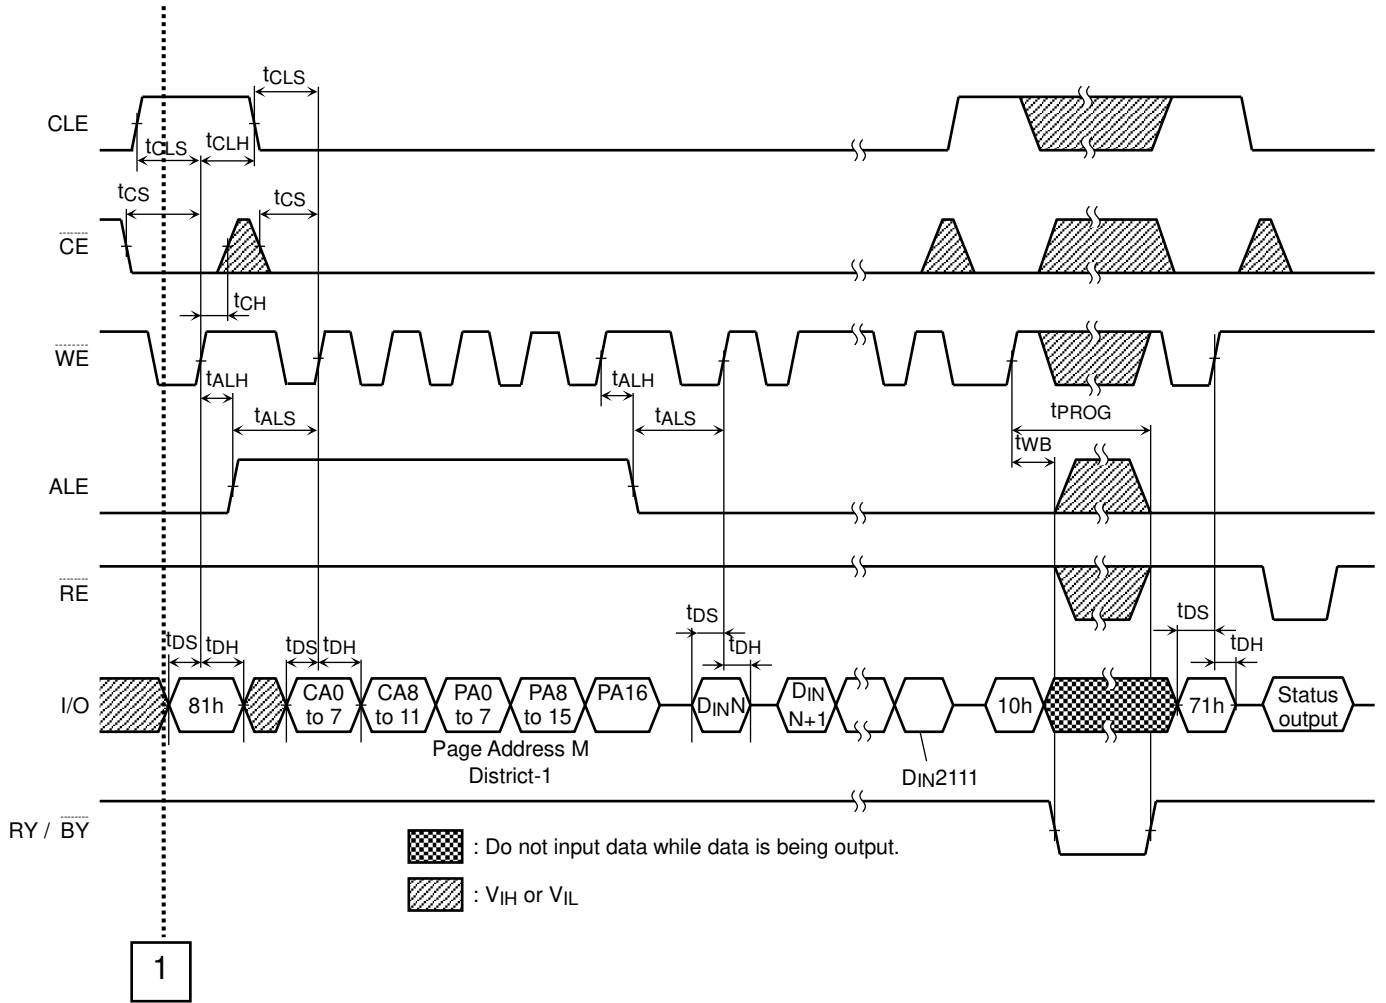 tCLS
CLE
tCLS
tCLH
tCS
tCS
CE
tCH
WE
tALH
tALH
tPROG
tALS
tALS
tWB
ALE
RE
tDS
tDS
tDH
tDS
tDH
tDH
tDH
I/O
81h
CA0 to 7
CA8 to 11
PA0 to 7
PA8 to 15
PA16
DINN
DIN N+1
10h
71h
Status output
Page Address M
District-1
DIN2111
RY / BY
: Do not input data while data is being output.
: VIH or VIL
1